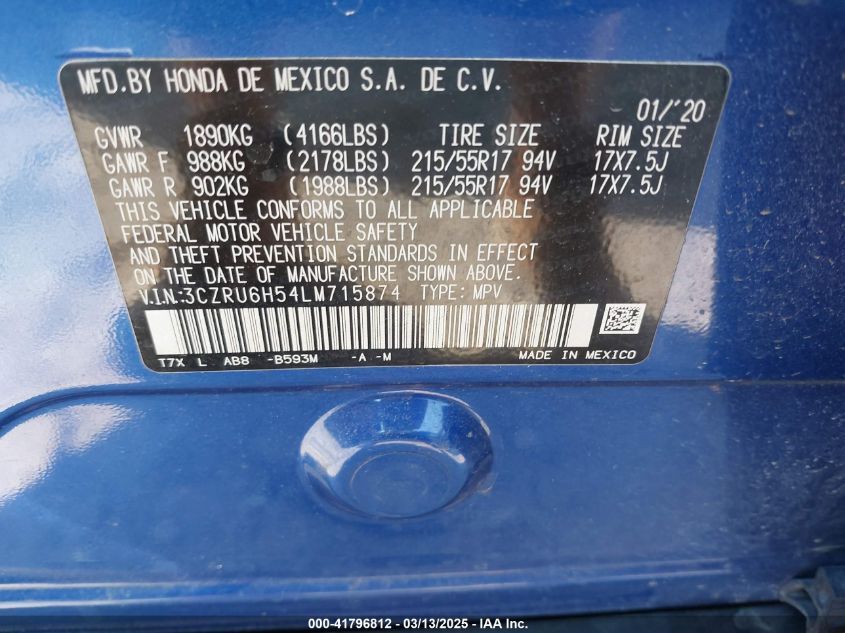 MFD.BY HONDA DE MEXICO S.A. DE C.V.
01/'20
GVWR 1890KG (4166LBS) TIRE SIZE RIM SIZE
GAWR F 988KG (2178LBS) 215/55R17 94V 17X7.5J
GAWR R 902KG (1988LBS) 215/55R17 94V 17X7.5J
THIS VEHICLE CONFORMS TO ALL APPLICABLE
FEDERAL MOTOR VEHICLE SAFETY
AND THEFT PREVENTION STANDARDS IN EFFECT
ON THE DATE OF MANUFACTURE SHOWN ABOVE.
V.I.N:3CZRU6H54LM715874 TYPE: MPV
T7X L AB8 -B593M -A -M MADE IN MEXICO
000-41796812 - 03/13/2025 - IAA Inc.